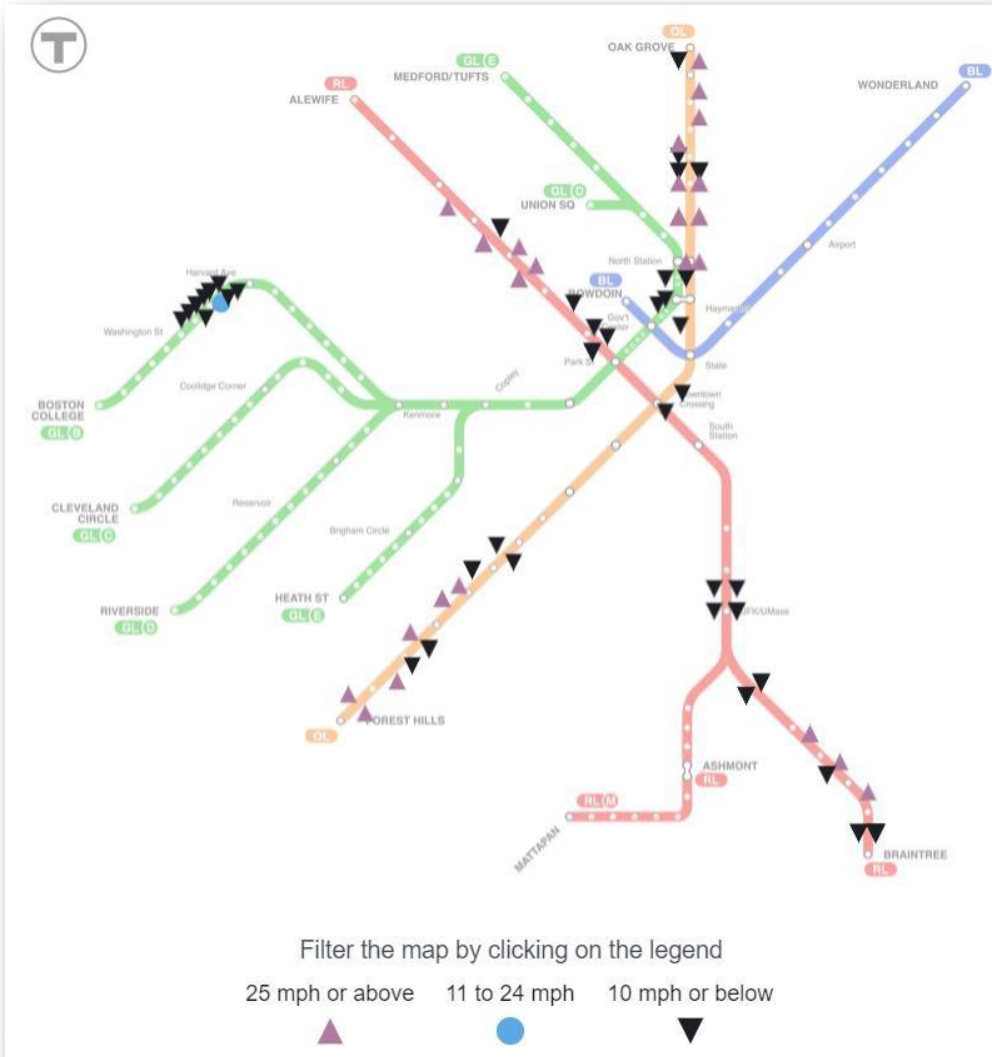 T
OL
OAK GROVE
GL E
MEDFORD/TUFTS
BL
WONDERLAND
RL
ALEWIFE
GL D
UNION SQ
Airport
North Station
Harvard Ave
BL
BOWDOIN
Haymarket
Gov't
Center
Washington St
Park St
State
Coolidge Corner
Copley
Downtown
Crossing
BOSTON
COLLEGE
GL B
Kenmore
South
Station
CLEVELAND
CIRCLE
GL C
Reservoir
Brigham Circle
HEATH ST
GL E
RIVERSIDE
GL D
JFK/UMass
FOREST HILLS
OL
ASHMONT
RL
RL M
MATTAPAN
BRAINTREE
RL
Filter the map by clicking on the legend
25 mph or above 11 to 24 mph 10 mph or below